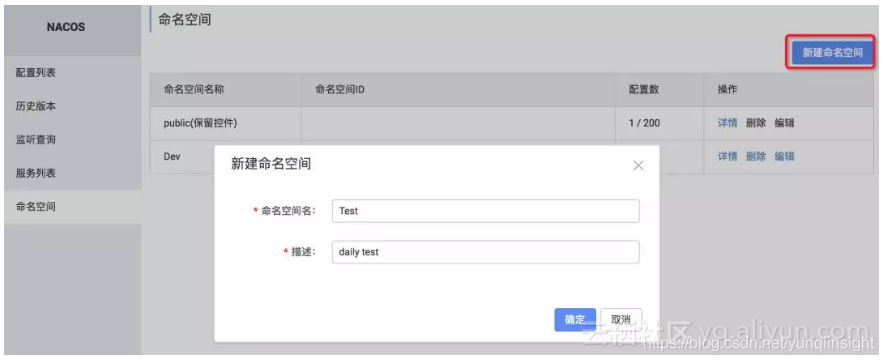 NACOS
命名空间
新建命名空间
配置列表
历史版本
监听查询
服务列表
命名空间
命名空间名称 命名空间ID 配置数 操作
public(保留控件) 1 / 200 详情 删除 编辑
Dev 详情 删除 编辑
新建命名空间
* 命名空间名: Test
* 描述: daily test
确定 取消
云栖社区 yq.aliyun.com
https://blog.csdn.net/yunqiinsight